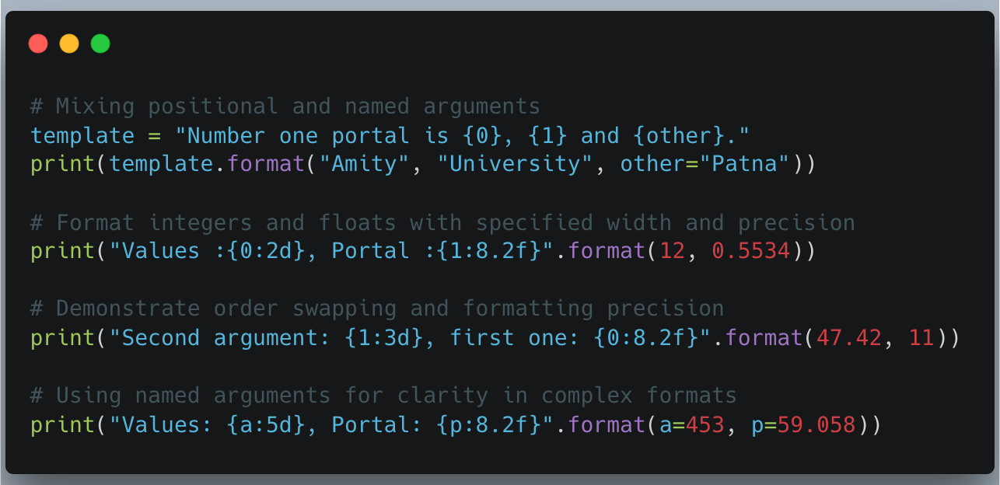 # Mixing positional and named arguments
template = "Number one portal is {0}, {1} and {other}."
print(template.format("Amity", "University", other="Patna"))
# Format integers and floats with specified width and precision
print("Values :{0:2d}, Portal :{1:8.2f}".format(12, 0.5534))
# Demonstrate order swapping and formatting precision
print("Second argument: {1:3d}, first one: {0:8.2f}".format(47.42, 11))
# Using named arguments for clarity in complex formats
print("Values: {a:5d}, Portal: {p:8.2f}".format(a=453, p=59.058))